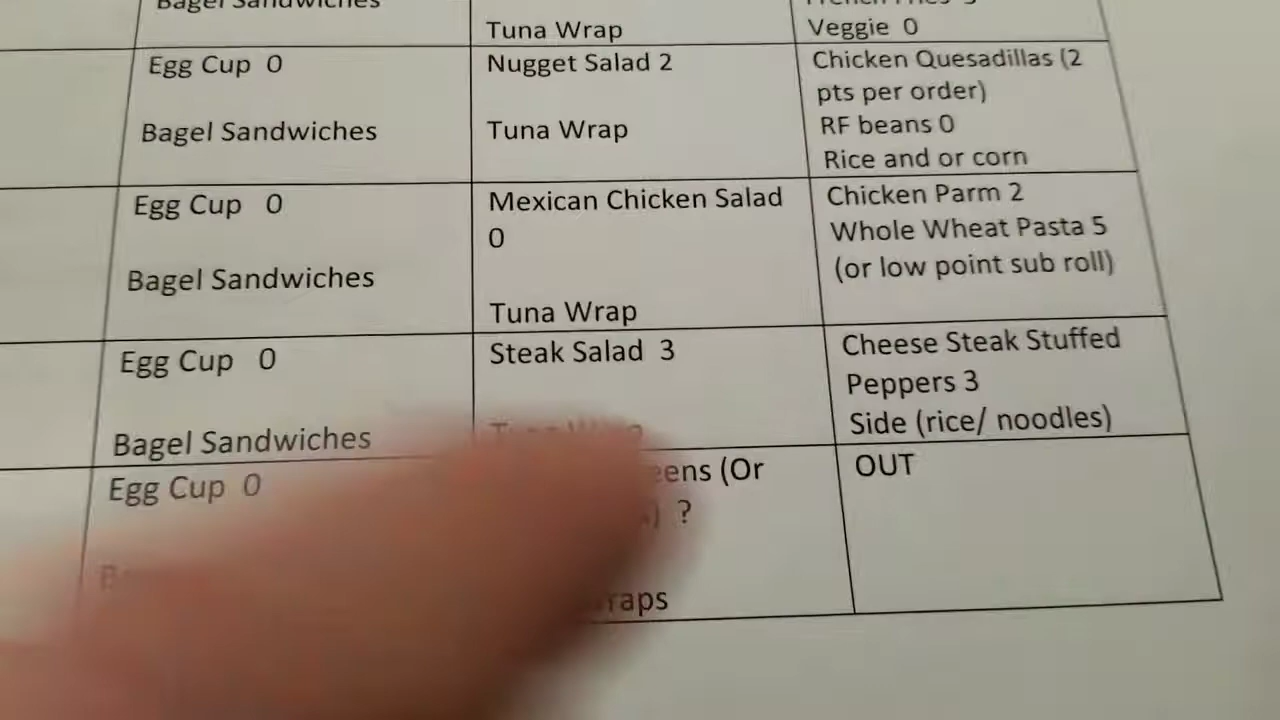 Bagel Sandwiches
Tuna Wrap
Veggie 0
Egg Cup 0
Bagel Sandwiches
Nugget Salad 2
Tuna Wrap
Chicken Quesadillas (2
pts per order)
RF beans 0
Rice and or corn
Egg Cup 0
Bagel Sandwiches
Mexican Chicken Salad
0
Tuna Wrap
Chicken Parm 2
Whole Wheat Pasta 5
(or low point sub roll)
Egg Cup 0
Bagel Sandwiches
Steak Salad 3
Cheese Steak Stuffed
Peppers 3
Side (rice/ noodles)
Egg Cup 0
(Or
?
OUT